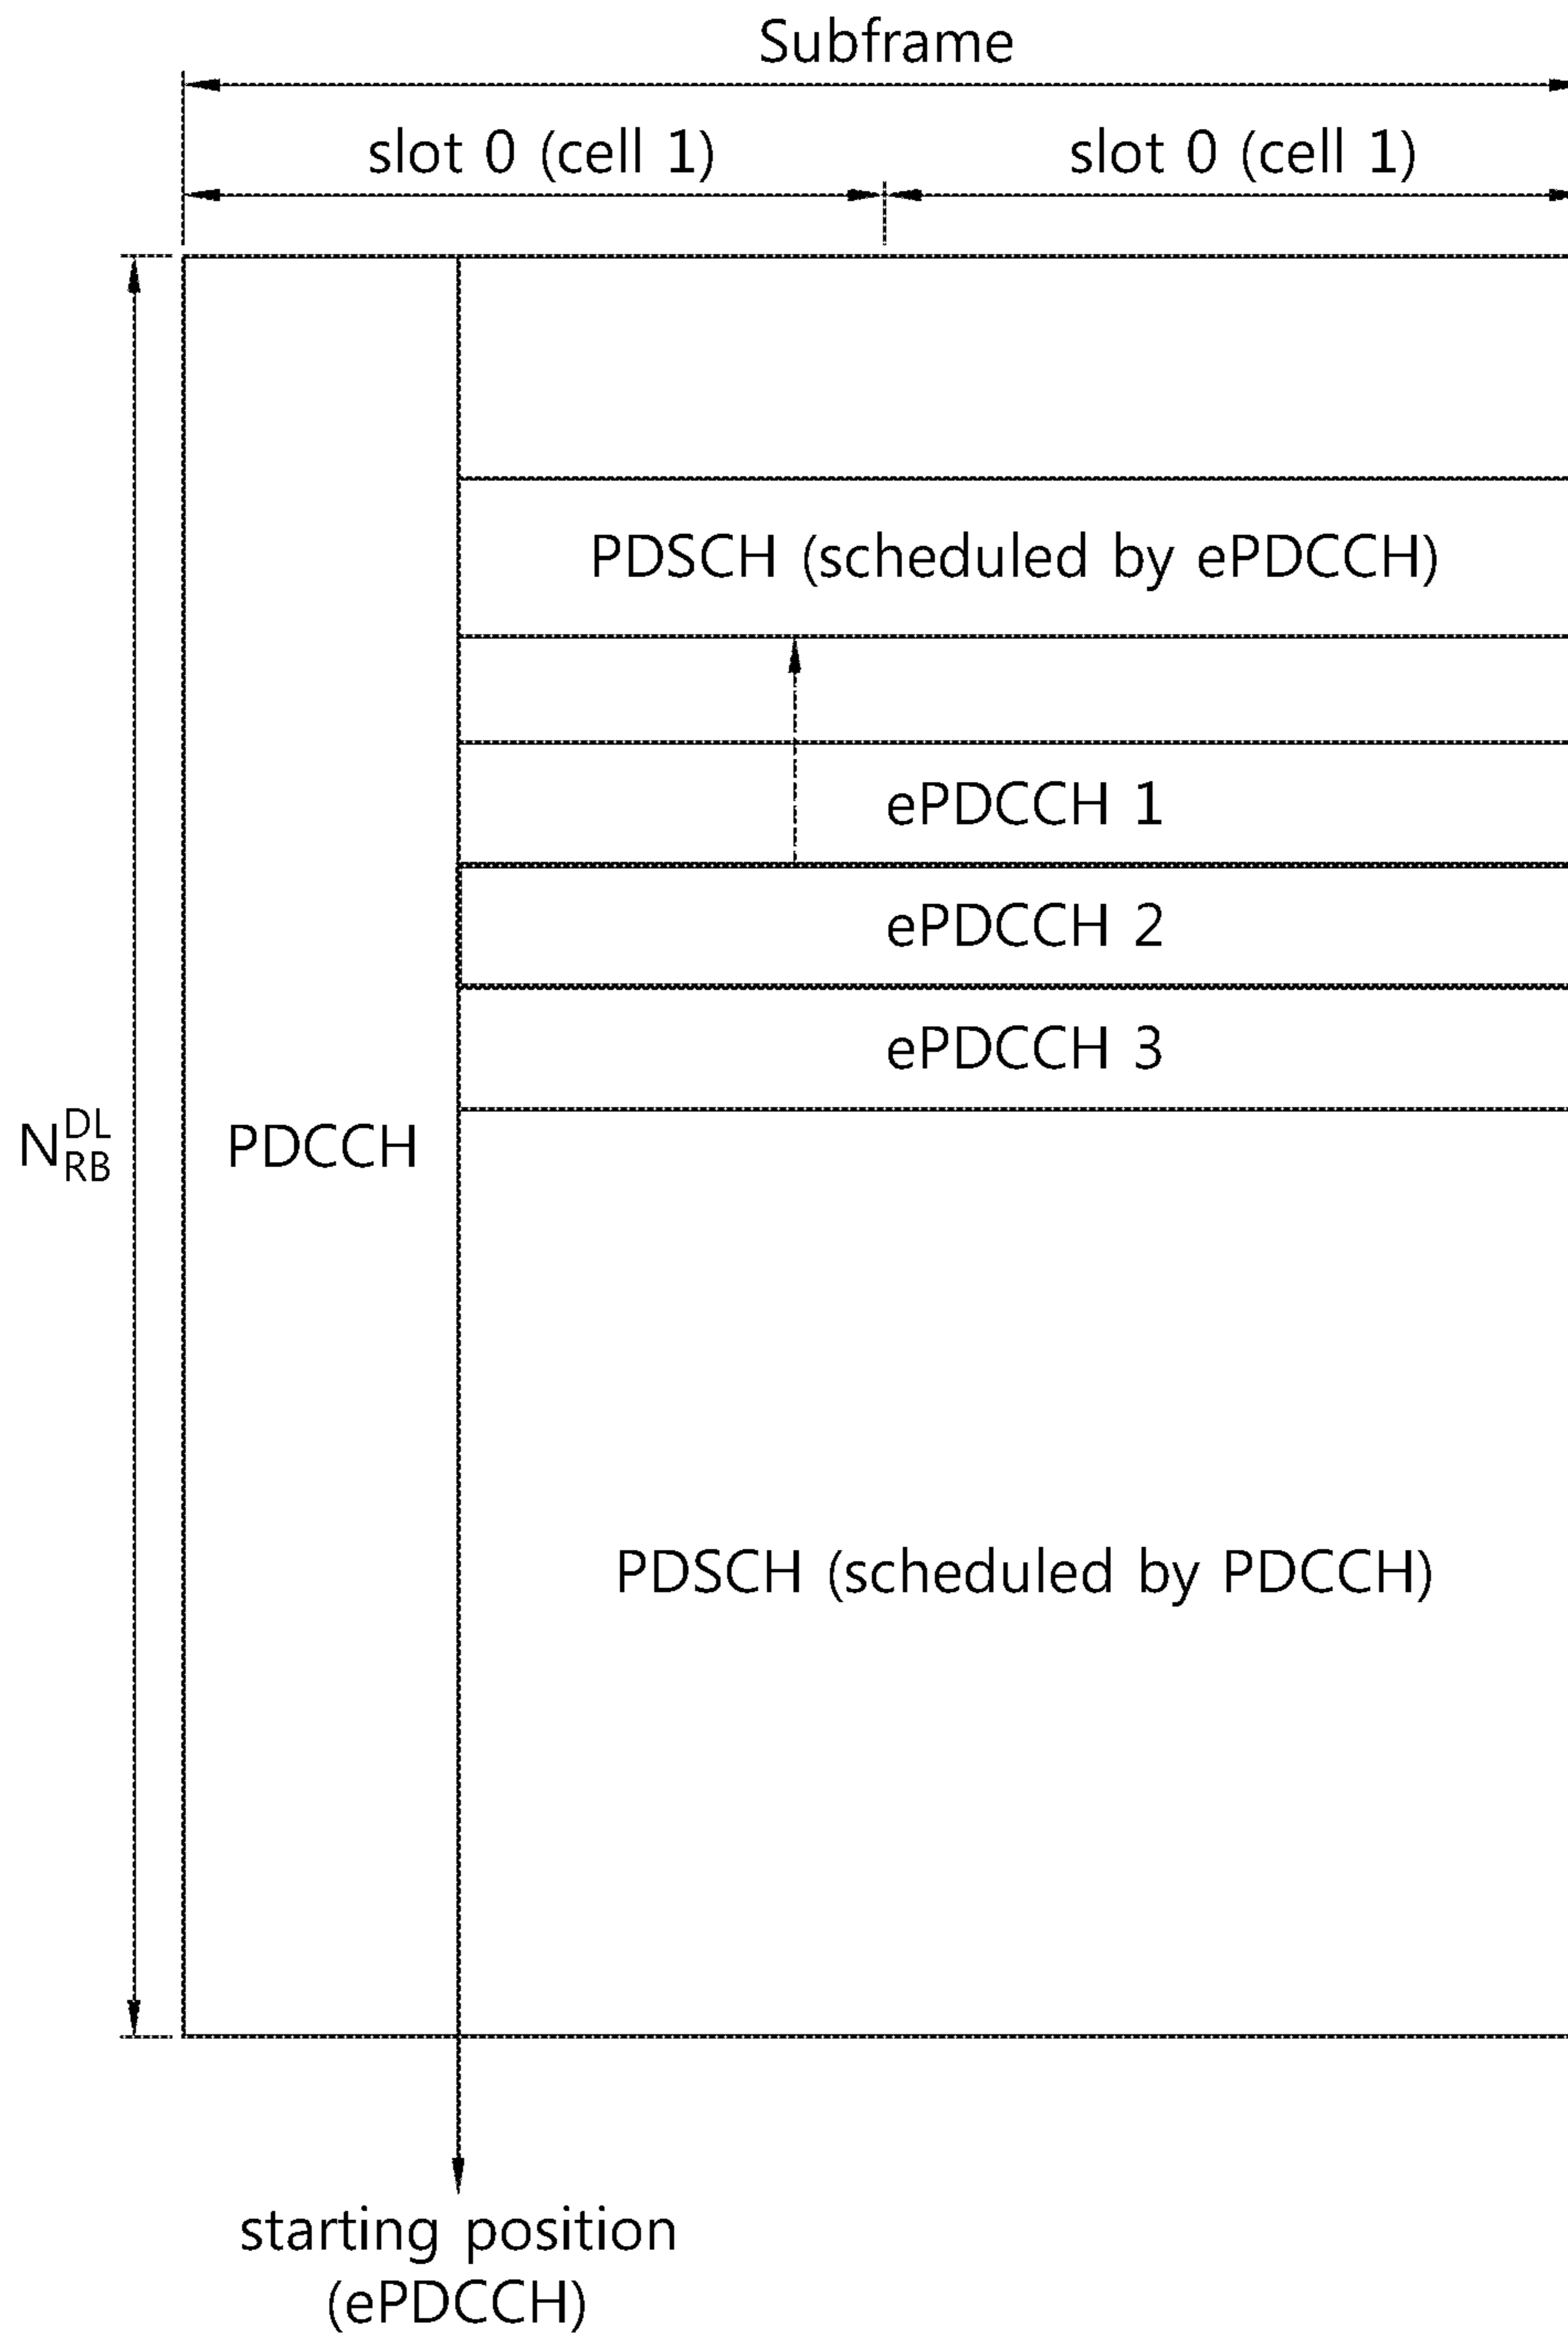 Subframe
slot 0 (cell 1)
slot 0 (cell 1)
PDSCH (scheduled by ePDCCH)
ePDCCH 1
ePDCCH 2
ePDCCH 3
N^{DL}_{RB}
PDCCH
PDSCH (scheduled by PDCCH)
starting position
(ePDCCH)